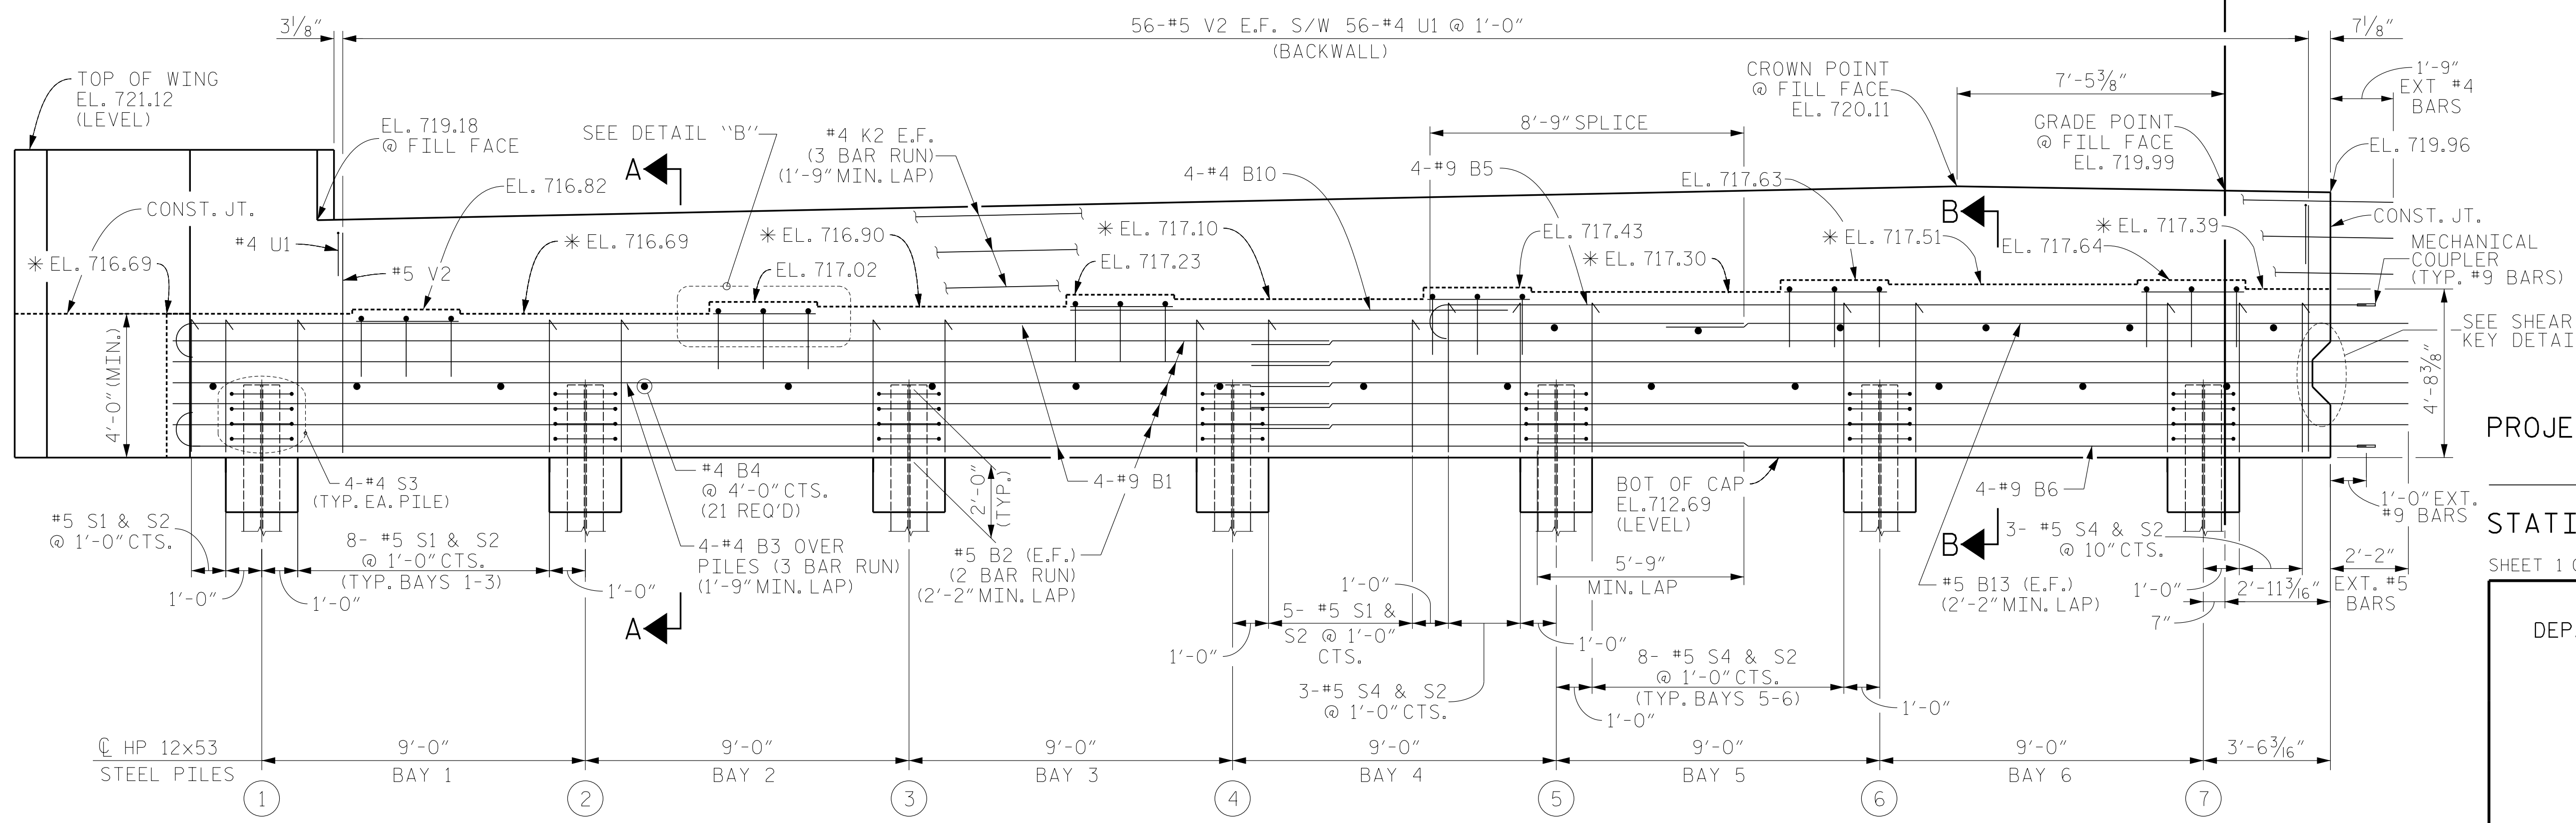 3⅛"
56-#5 V2 E.F. S/W 56-#4 U1 @ 1'-0"
(BACKWALL)
7⅛"
TOP OF WING
EL. 721.12
(LEVEL)
EL. 719.18
@ FILL FACE
SEE DETAIL "B"
#4 K2 E.F.
(3 BAR RUN)
(1'-9" MIN. LAP)
8'-9" SPLICE
CROWN POINT
@ FILL FACE
EL. 720.11
7'-5⅜"
GRADE POINT
@ FILL FACE
EL. 719.99
1'-9"
EXT #4
BARS
EL. 719.96
A
EL. 716.82
4-#4 B10
4-#9 B5
EL. 717.63
B
CONST. JT.
#4 U1
✳ EL. 716.69
#5 V2
✳ EL. 716.69
✳ EL. 716.90
EL. 717.02
✳ EL. 717.10
EL. 717.23
EL. 717.43
✳ EL. 717.30
✳ EL. 717.51
EL. 717.64
✳ EL. 717.39
CONST. JT.
MECHANICAL
COUPLER
(TYP. #9 BARS)
SEE SHEAR
KEY DETAI
4'-0" (MIN.)
4'-8⅜"
4-#4 S3
(TYP. EA. PILE)
#4 B4
@ 4'-0" CTS.
(21 REQ'D)
2'-0"
(TYP.)
4-#9 B1
BOT OF CAP
EL. 712.69
(LEVEL)
4-#9 B6
1'-0" EXT.
#9 BARS
PROJE
STATI
SHEET 1 O
DEP
#5 S1 & S2
@ 1'-0" CTS.
8- #5 S1 & S2
@ 1'-0" CTS.
(TYP. BAYS 1-3)
4-#4 B3 OVER
PILES (3 BAR RUN)
(1'-9" MIN. LAP)
#5 B2 (E.F.)
(2 BAR RUN)
(2'-2" MIN. LAP)
5'-9"
MIN. LAP
B
3- #5 S4 & S2
@ 10" CTS.
#5 B13 (E.F.)
(2'-2" MIN. LAP)
2'-2"
EXT. #5
BARS
1'-0"
1'-0"
1'-0"
1'-0"
1'-0"
2'-11 3⁄16"
7"
A
5- #5 S1 &
S2 @ 1'-0"
CTS.
1'-0"
1'-0"
3-#5 S4 & S2
@ 1'-0" CTS.
8- #5 S4 & S2
@ 1'-0" CTS.
(TYP. BAYS 5-6)
1'-0"
1'-0"
℄ HP 12x53
STEEL PILES
9'-0"
BAY 1
9'-0"
BAY 2
9'-0"
BAY 3
9'-0"
BAY 4
9'-0"
BAY 5
9'-0"
BAY 6
3'-6 3⁄16"
1
2
3
4
5
6
7